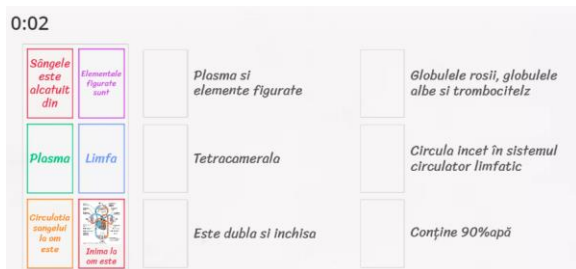 0:02
Sângele
este
alcatuit
din
Elementele
figurate
sunt
Plasma si
elemente figurate
Globulele rosii, globulele
albe si trombocitelz
Plasma
Limfa
Tetracamerala
Circula incet în sistemul
circulator limfatic
Circulatia
sangelui
la om
este
Inima la
om este
Este dubla si inchisa
Conține 90%apă